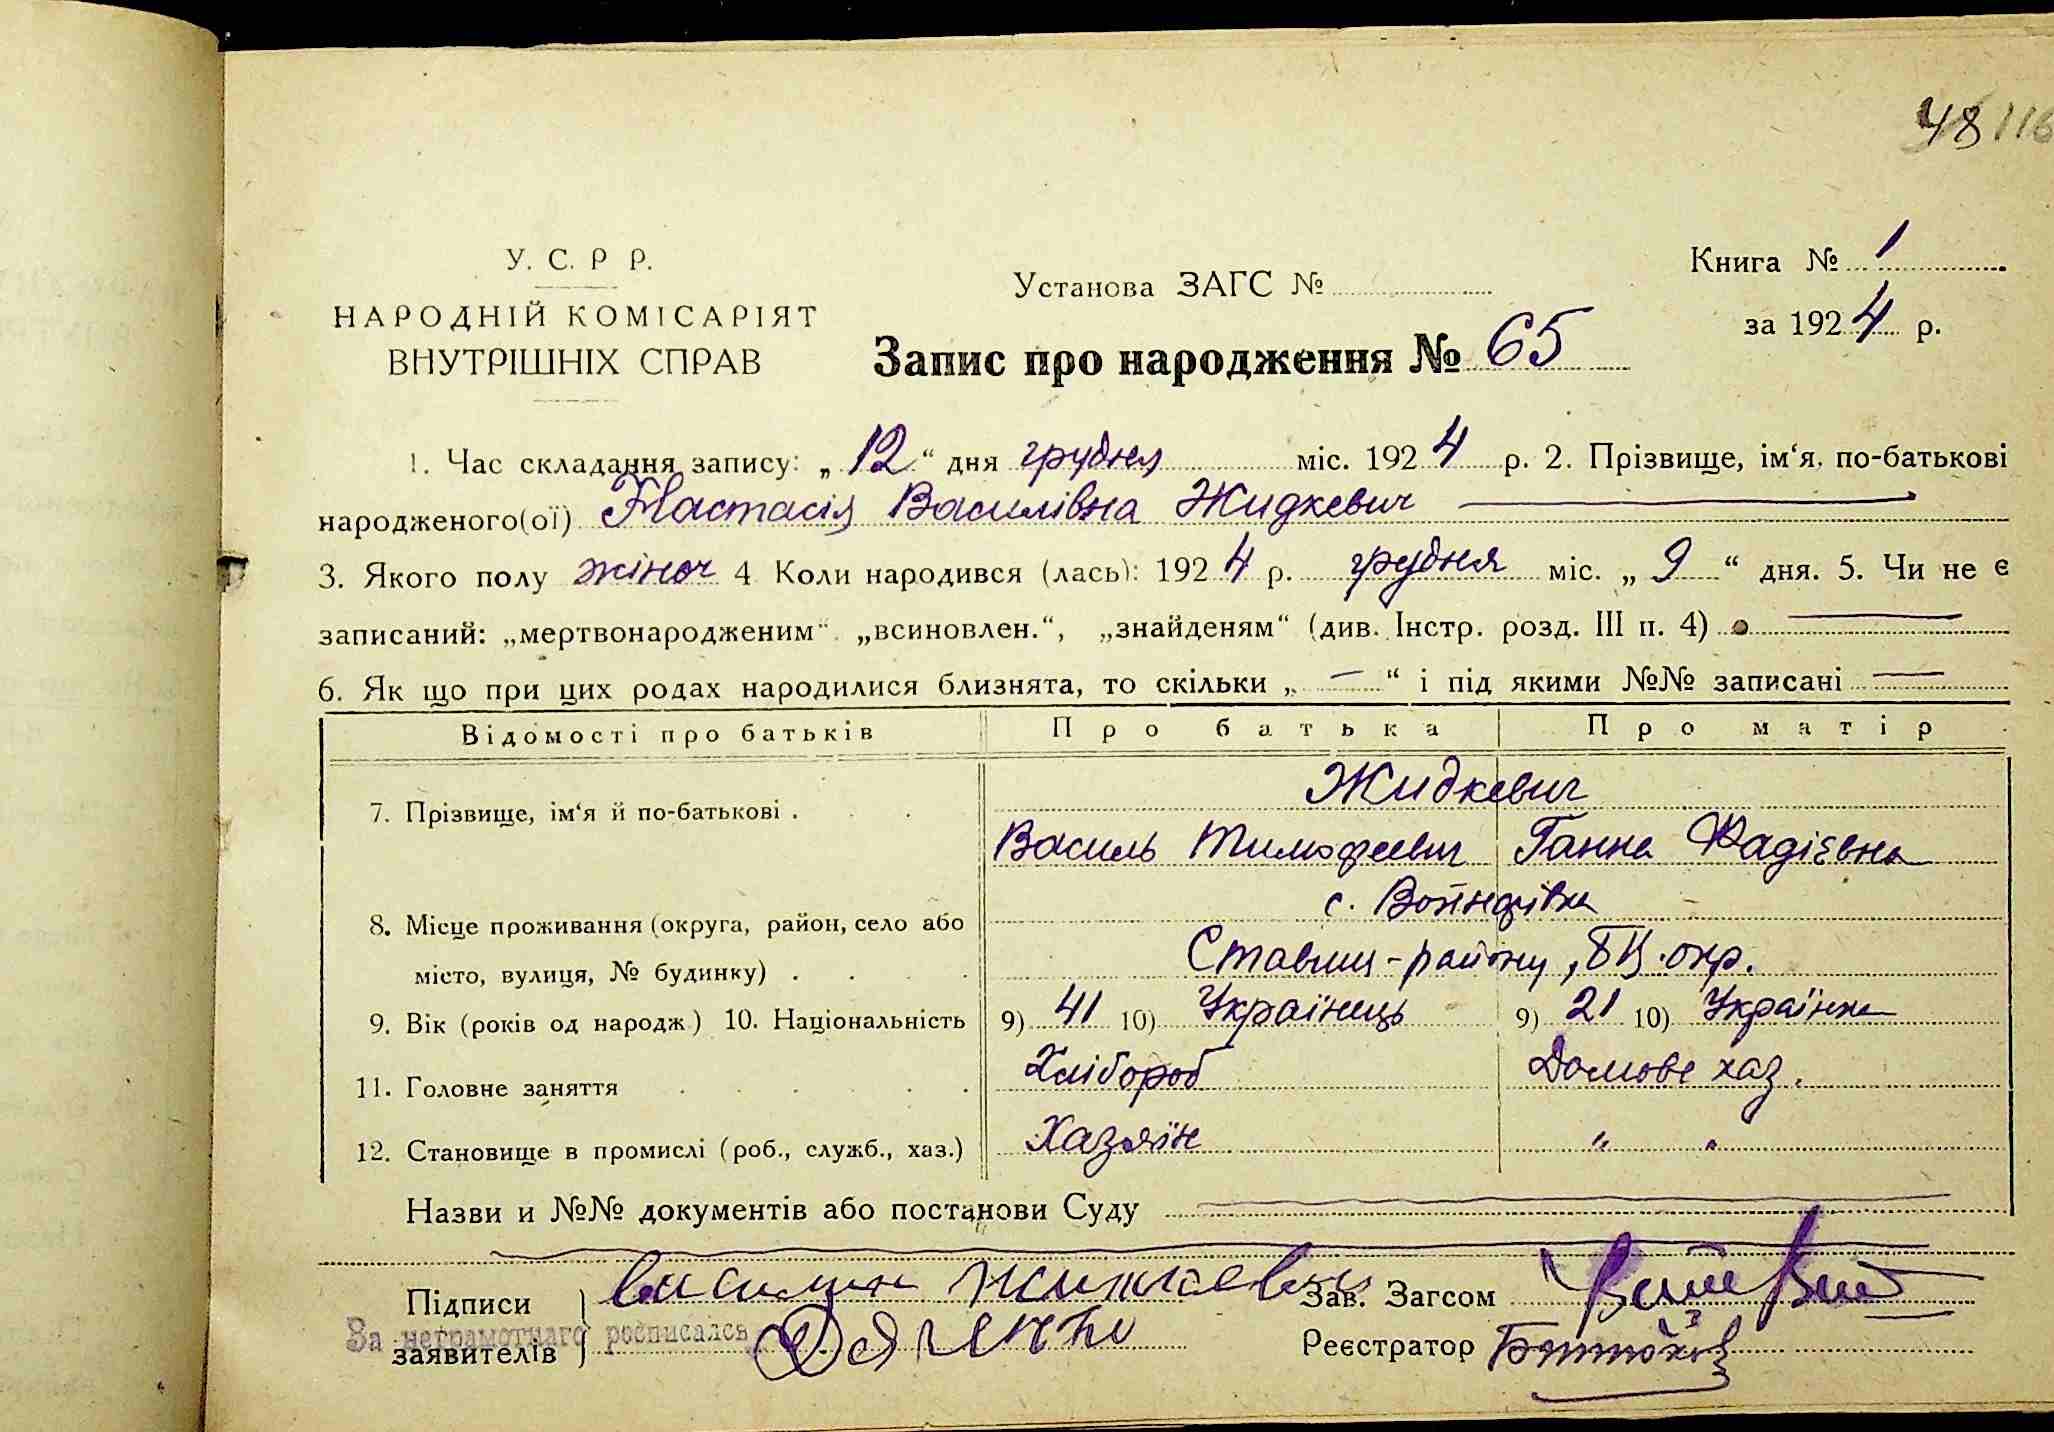 48 116
У. С. Р Р.
НАРОДНІЙ КОМІСАРІЯТ
ВНУТРІШНІХ СПРАВ
Установа ЗАГС №
Книга № 1
за 1924 р.
Запис про народження № 65
1. Час складання запису: „12“ дня грудня міс. 1924 р. 2. Прізвище, ім‘я, по-батькові
народженого(ої) Настасія Василівна Жидкевич
3. Якого полу жіноч 4 Коли народився (лась): 1924 р. грудня міс. „9“ дня. 5. Чи не є
записаний: „мертвонародженим“. „всиновлен.“, „знайденям“ (див. Інстр. розд. III п. 4)
6. Як що при цих родах народилися близнята, то скільки „ — “ і під якими №№ записані —
Відомості про батьків Про батька Про матір
7. Прізвище, ім‘я й по-батькові . Жидкевич
Василь Тимофеевич Ганна Фадієвна
8. Місце проживання (округа, район, село або с.
місто, вулиця, № будинку) . Ставищ-району, БЦ. окр.
9. Вік (років од народж.) 10. Національність 9) 41 10) Українець 9) 21 10) Українка
11. Головне заняття Хлібороб Домове хаз.
12. Становище в промислі (роб., служб., хаз.) Хазяїн " "
Назви и №№ документів або постанови Суду
Підписи Зав. Загсом
За неграмотнаго росписалсь
заявителів Реєстратор